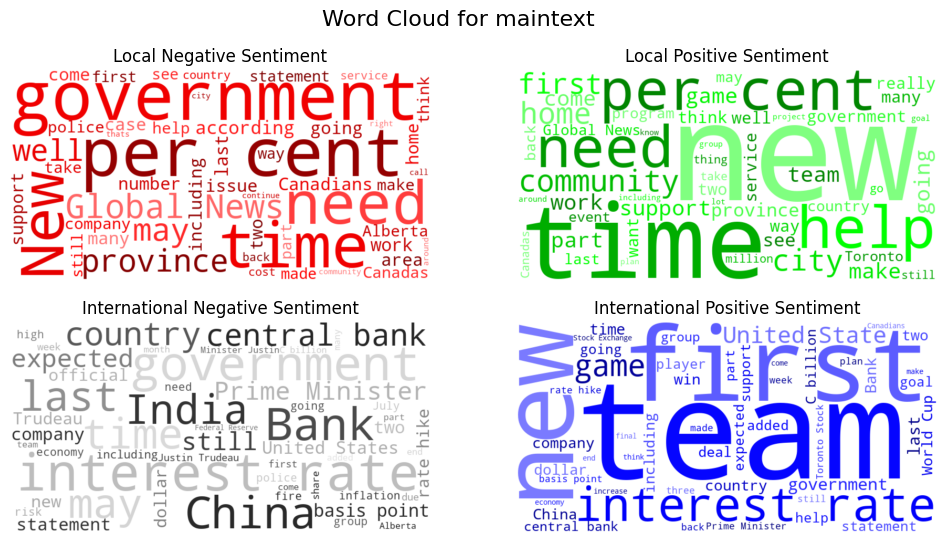 Word Cloud for maintext
Local Negative Sentiment
come first see country statement service
government
city
think
police case help according going right
thats
well per cent
last
way
home
take
call
number issue Canadians make
New
support
including
continue
Global News need
company may time Alberta
many
two
part
work
still
province
back
area
around
cost made community Canadas
Local Positive Sentiment
first per cent
may
really
many
come
game
home program think well government
project
goal
back
Global News know
need new
group
thing
service
team
community take
two
go
going
around
including
lot
work support province country
event
time
want
way
help
Canadas
part
see
last
million
city Toronto
plan
make still
International Negative Sentiment
high country central bank
week
month
Minister Justin C billion
many
expected government
official
need
Prime Minister
last India
going
July
Trudeau time
Federal Reserve
Bank
part
two
company
still
United States
team
economy including Justin Trudeau added end
rate hike
interest rate
first
police
new may
dollar
come
fire
share
inflation due
risk
China basis point
statement
group Alberta
International Positive Sentiment
time
Stock Exchange
group United State two
Canadians
going
first
new
game
player
win
part
support
come
week
C billion
plan
Bank
make
goal
rate hike
team
made
added
company
final
including
deal
expected
Toronto Stock
last
World Cup
end
think
dollar
basis point
country government
China
increase
three
still
economy
interest rate
help
central bank
back Prime Minister statement